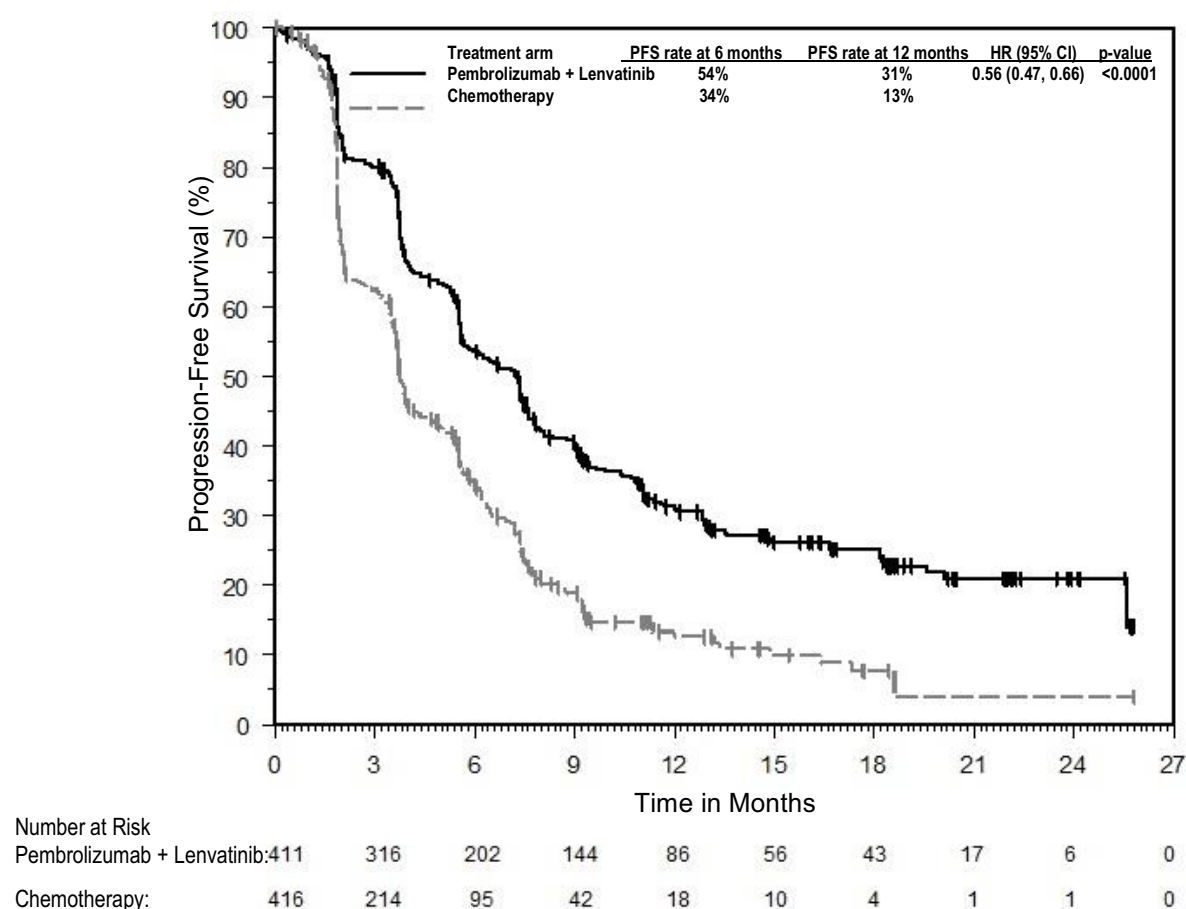 Treatment arm PFS rate at 6 months PFS rate at 12 months HR (95% CI) p-value
Pembrolizumab + Lenvatinib 54% 31% 0.56 (0.47, 0.66) <0.0001
Chemotherapy 34% 13%
Progression-Free Survival (%)
100
90
80
70
60
50
40
30
20
10
0
0 3 6 9 12 15 18 21 24 27
Time in Months
Number at Risk
Pembrolizumab + Lenvatinib: 411 316 202 144 86 56 43 17 6 0
Chemotherapy: 416 214 95 42 18 10 4 1 1 0